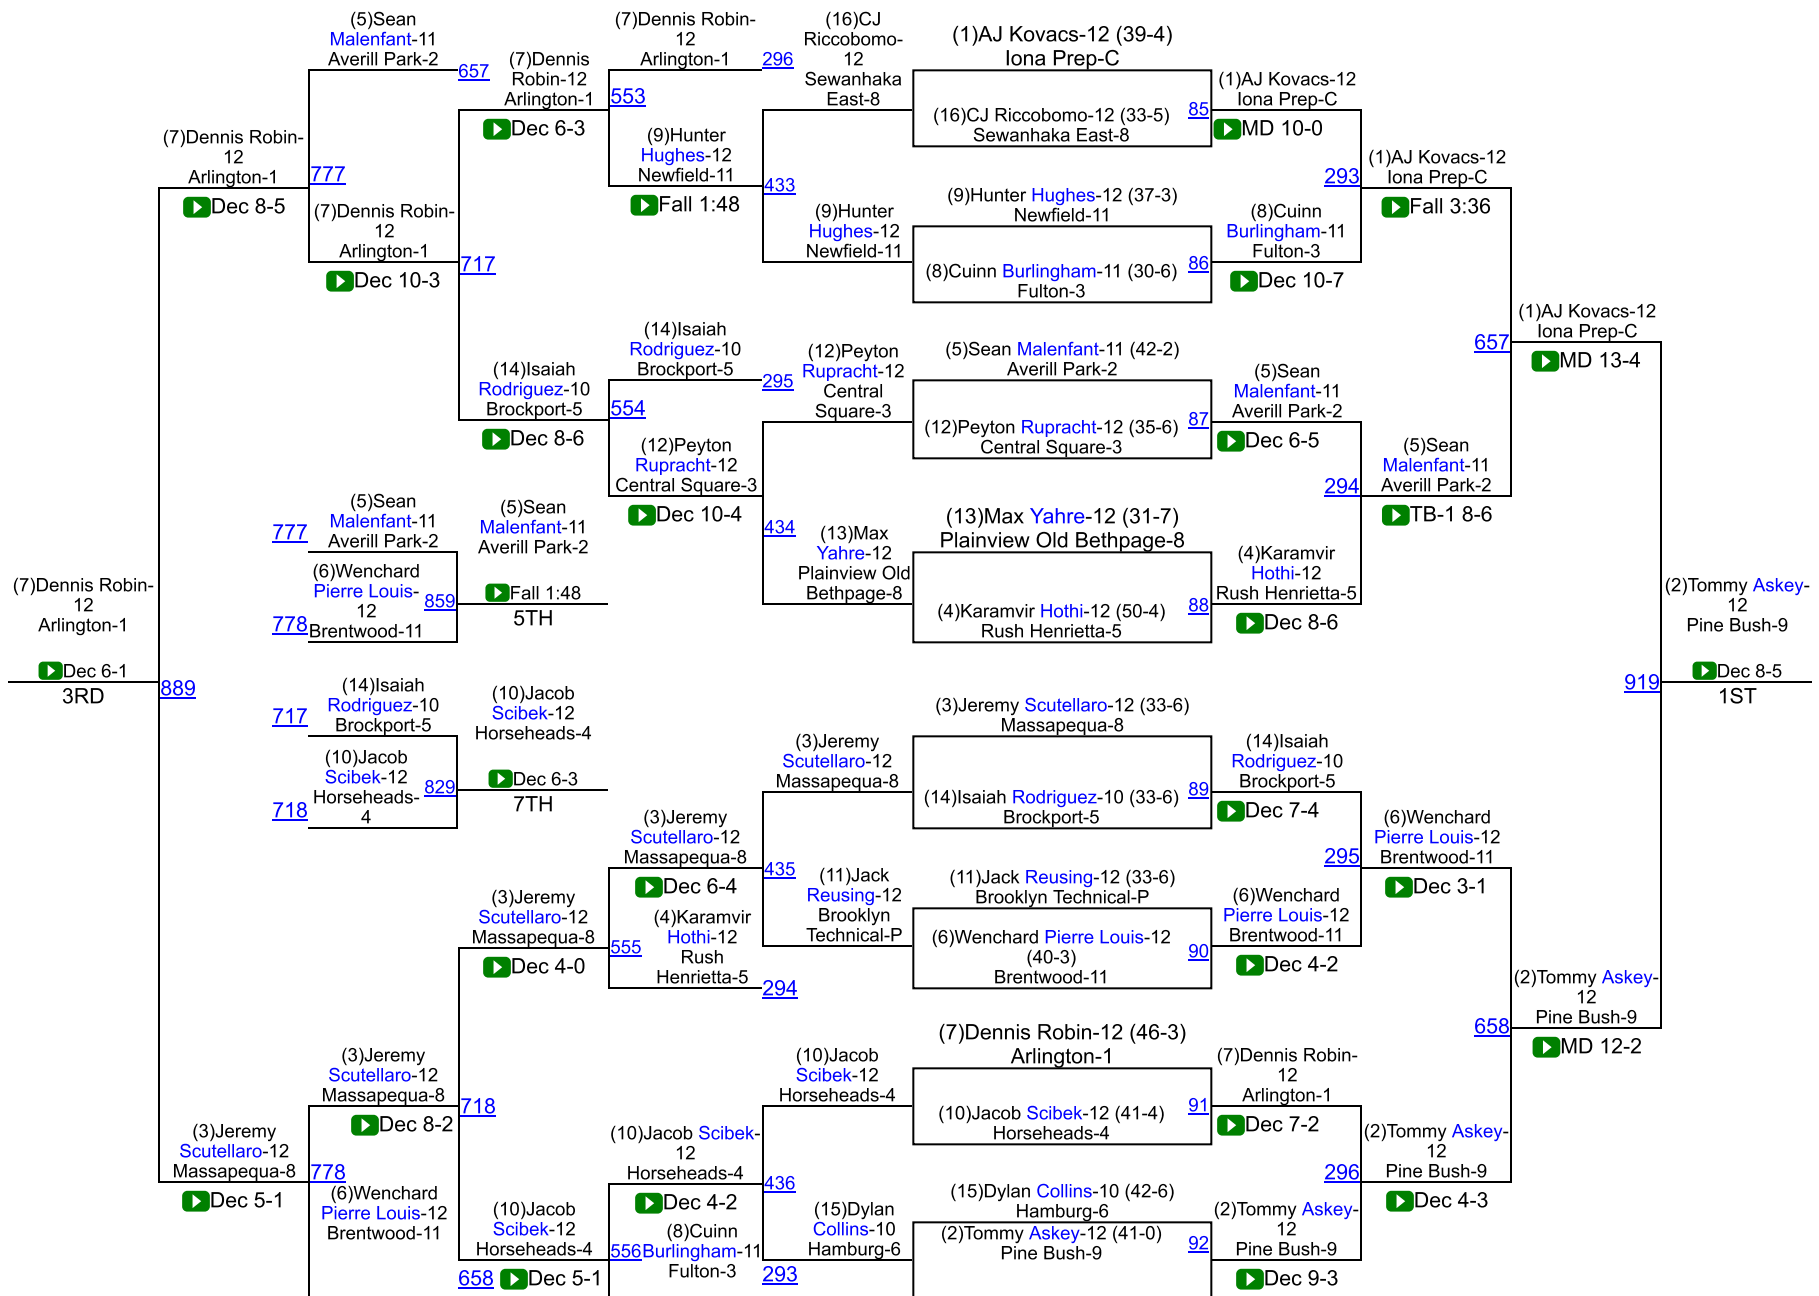 (7)Dennis Robin-
12
Arlington-1
Dec 6-1
3RD
889
(7)Dennis Robin-
12
Arlington-1
777
Dec 8-5
(5)Sean
Malenfant-11
Averill Park-2
657
(7)Dennis Robin-
12
Arlington-1
Dec 10-3
717
(7)Dennis
Robin-12
Arlington-1
553
Dec 6-3
(7)Dennis Robin-
12
Arlington-1
296
(9)Hunter
Hughes-12
Newfield-11
Fall 1:48
433
(16)CJ
Riccobomo-
12
Sewanhaka
East-8
(9)Hunter
Hughes-12
Newfield-11
(1)AJ Kovacs-12 (39-4)
Iona Prep-C
(16)CJ Riccobomo-12 (33-5)
Sewanhaka East-8
85
(1)AJ Kovacs-12
Iona Prep-C
MD 10-0
(9)Hunter Hughes-12 (37-3)
Newfield-11
(8)Cuinn Burlingham-11 (30-6)
Fulton-3
86
(8)Cuinn
Burlingham-11
Fulton-3
Dec 10-7
293
(1)AJ Kovacs-12
Iona Prep-C
Fall 3:36
(14)Isaiah
Rodriguez-10
Brockport-5
Dec 8-6
554
(14)Isaiah
Rodriguez-10
Brockport-5
295
(12)Peyton
Rupracht-12
Central Square-3
Dec 10-4
434
(12)Peyton
Rupracht-12
Central
Square-3
(13)Max
Yahre-12
Plainview Old
Bethpage-8
(5)Sean Malenfant-11 (42-2)
Averill Park-2
(12)Peyton Rupracht-12 (35-6)
Central Square-3
87
(5)Sean
Malenfant-11
Averill Park-2
Dec 6-5
(13)Max Yahre-12 (31-7)
Plainview Old Bethpage-8
(4)Karamvir Hothi-12 (50-4)
Rush Henrietta-5
88
(4)Karamvir
Hothi-12
Rush Henrietta-5
Dec 8-6
294
(5)Sean
Malenfant-11
Averill Park-2
TB-1 8-6
657
(1)AJ Kovacs-12
Iona Prep-C
MD 13-4
777
(5)Sean
Malenfant-11
Averill Park-2
778
(6)Wenchard
Pierre Louis-
12
Brentwood-11
859
(5)Sean
Malenfant-11
Averill Park-2
Fall 1:48
5TH
717
(14)Isaiah
Rodriguez-10
Brockport-5
718
(10)Jacob
Scibek-12
Horseheads-
4
829
(10)Jacob
Scibek-12
Horseheads-4
Dec 6-3
7TH
919
(2)Tommy Askey-
12
Pine Bush-9
Dec 8-5
1ST
(3)Jeremy
Scutellaro-12
Massapequa-8
(3)Jeremy Scutellaro-12 (33-6)
Massapequa-8
(14)Isaiah Rodriguez-10 (33-6)
Brockport-5
89
(14)Isaiah
Rodriguez-10
Brockport-5
Dec 7-4
(3)Jeremy
Scutellaro-12
Massapequa-8
Dec 6-4
435
(11)Jack
Reusing-12
Brooklyn
Technical-P
(11)Jack Reusing-12 (33-6)
Brooklyn Technical-P
(6)Wenchard Pierre Louis-12
(40-3)
Brentwood-11
90
(6)Wenchard
Pierre Louis-12
Brentwood-11
Dec 4-2
295
(6)Wenchard
Pierre Louis-12
Brentwood-11
Dec 3-1
(3)Jeremy
Scutellaro-12
Massapequa-8
Dec 4-0
555
(4)Karamvir
Hothi-12
Rush
Henrietta-5
294
658
(2)Tommy Askey-
12
Pine Bush-9
MD 12-2
(3)Jeremy
Scutellaro-12
Massapequa-8
Dec 8-2
718
(10)Jacob
Scibek-12
Horseheads-4
(7)Dennis Robin-12 (46-3)
Arlington-1
(10)Jacob Scibek-12 (41-4)
Horseheads-4
91
(7)Dennis Robin-
12
Arlington-1
Dec 7-2
(3)Jeremy
Scutellaro-12
Massapequa-8
Dec 5-1
778
(6)Wenchard
Pierre Louis-12
Brentwood-11
(10)Jacob
Scibek-12
Horseheads-4
658
Dec 5-1
(10)Jacob Scibek-
12
Horseheads-4
Dec 4-2
436
556
(8)Cuinn
Burlingham-11
Fulton-3
293
(15)Dylan
Collins-10
Hamburg-6
(15)Dylan Collins-10 (42-6)
Hamburg-6
(2)Tommy Askey-12 (41-0)
Pine Bush-9
92
(2)Tommy Askey-
12
Pine Bush-9
Dec 9-3
296
(2)Tommy Askey-
12
Pine Bush-9
Dec 4-3